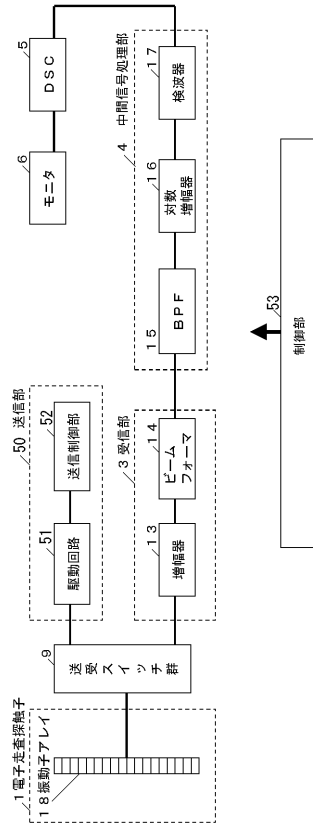 1電子走査探触子
18振動子アレイ
9
送受スイッチ群
50 送信部
51
駆動回路
52
送信制御部
3 受信部
13
増幅器
14
ビーム
フォーマ
4 中間信号処理部
15
BPF
16
対数
増幅器
17
検波器
5
DSC
6
モニタ
53
制御部